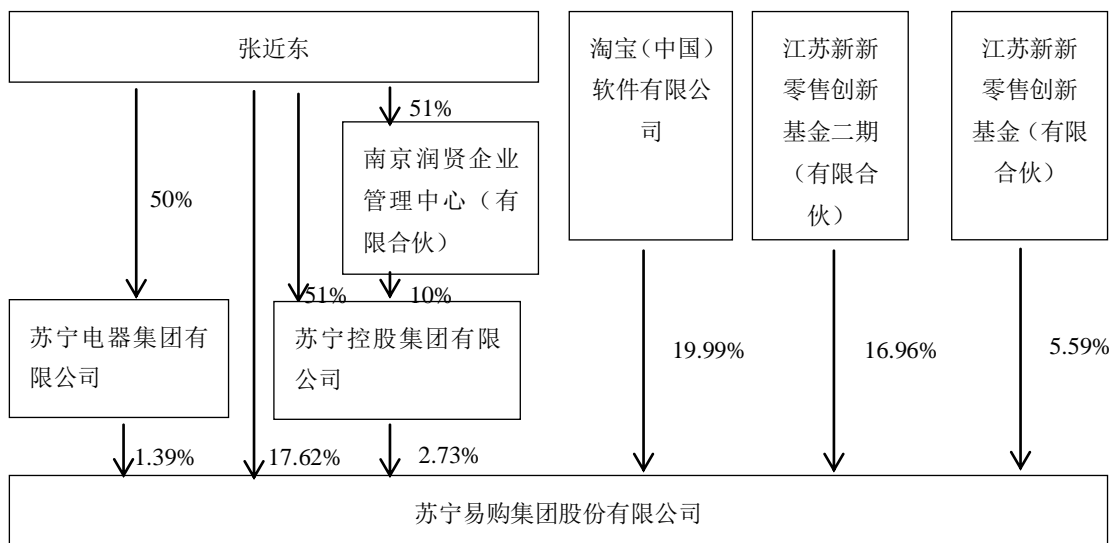 张近东
淘宝（中国）
软件有限公
司
江苏新新
零售创新
基金二期
（有限合
伙）
江苏新新
零售创新
基金（有限
合伙）
51%
南京润贤企业
管理中心（有
限合伙）
50%
51%
10%
苏宁电器集团有
限公司
苏宁控股集团有限
公司
19.99%
16.96%
5.59%
1.39%
17.62%
2.73%
苏宁易购集团股份有限公司